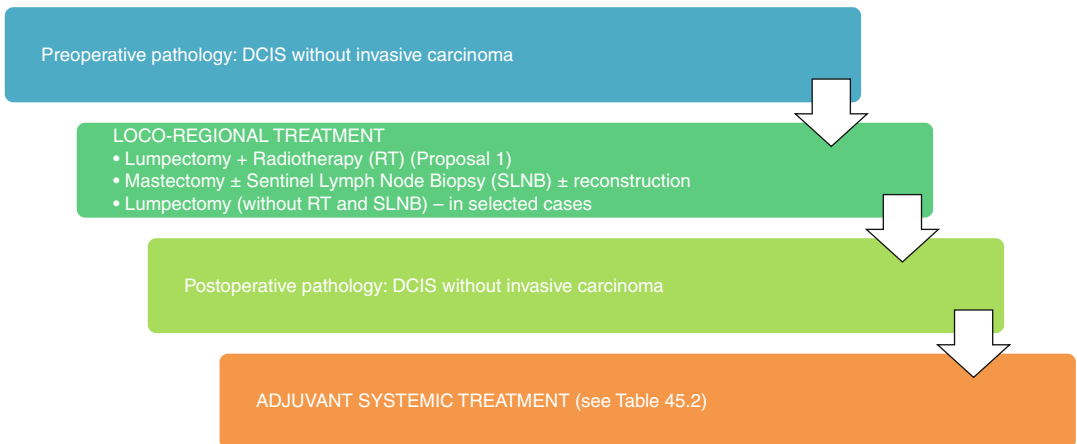 Preoperative pathology: DCIS without invasive carcinoma
LOCO-REGIONAL TREATMENT
• Lumpectomy + Radiotherapy (RT) (Proposal 1)
• Mastectomy ± Sentinel Lymph Node Biopsy (SLNB) ± reconstruction
• Lumpectomy (without RT and SLNB) – in selected cases
Postoperative pathology: DCIS without invasive carcinoma
ADJUVANT SYSTEMIC TREATMENT (see Table 45.2)